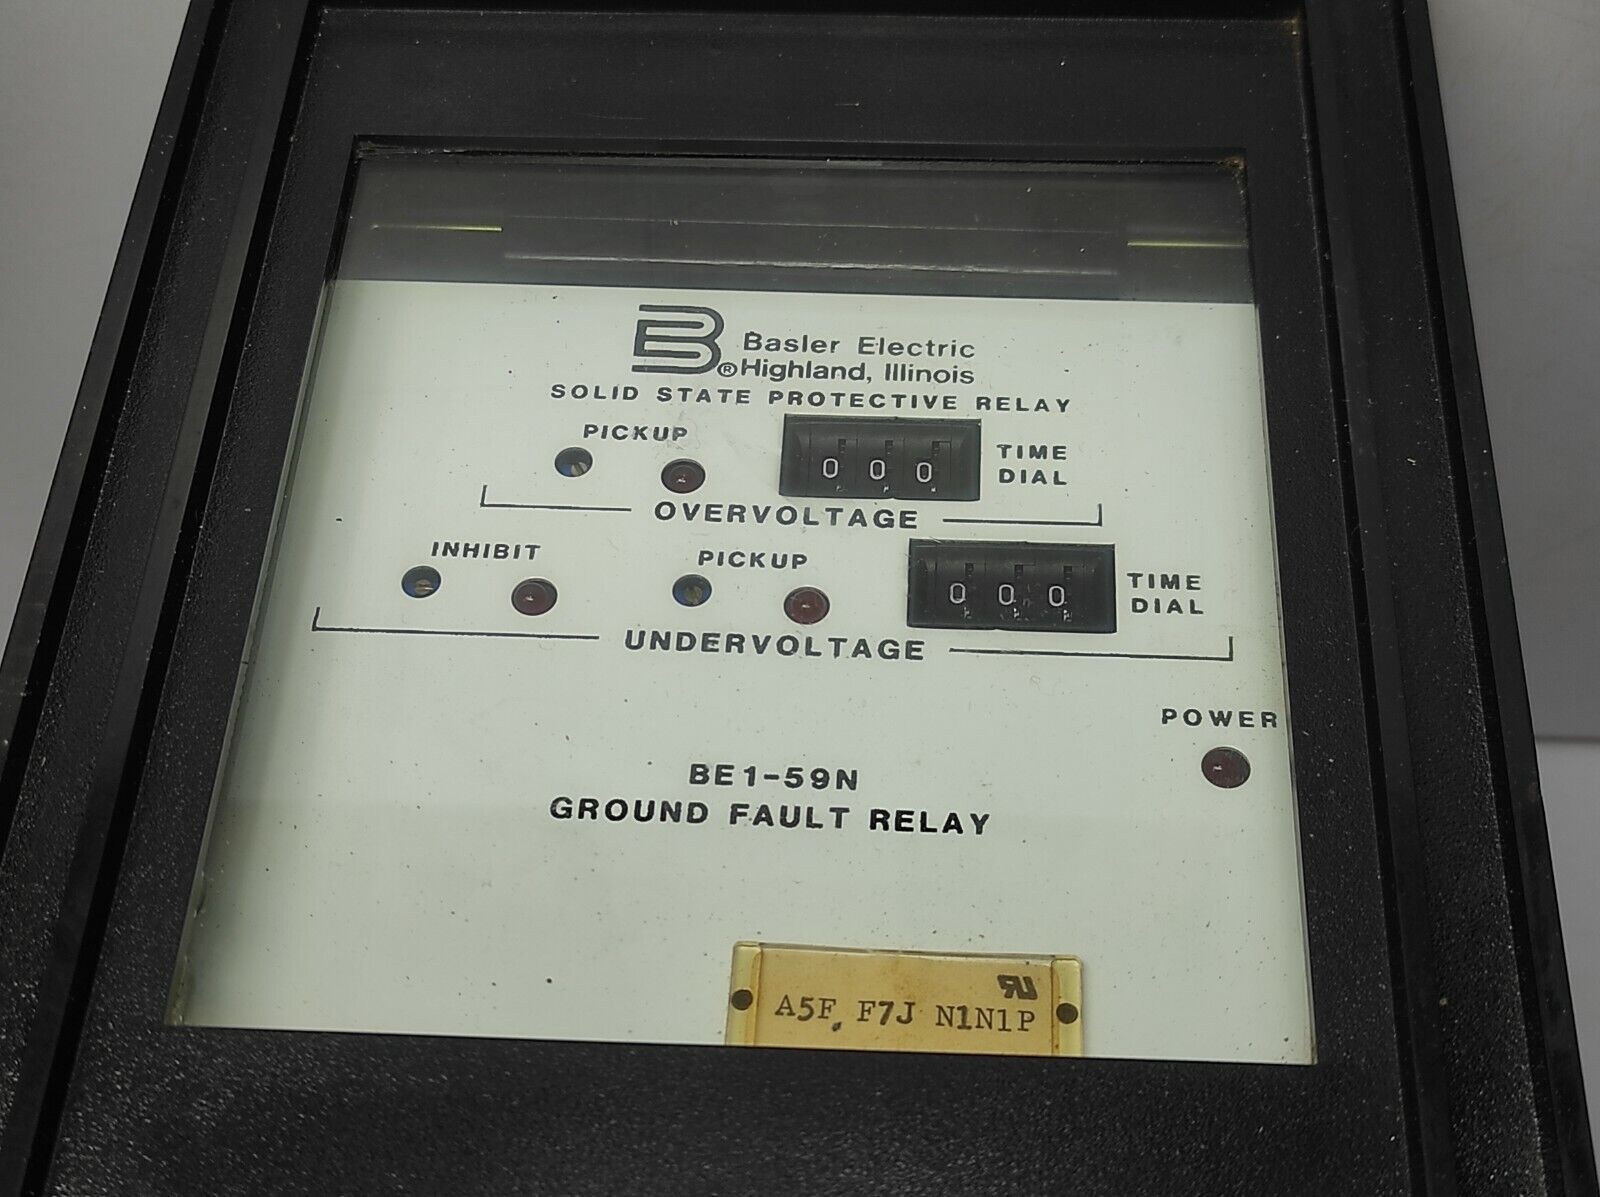 B Basler Electric
® Highland, Illinois
SOLID STATE PROTECTIVE RELAY
PICKUP
000
TIME
DIAL
OVERVOLTAGE
INHIBIT
PICKUP
000
TIME
DIAL
UNDERVOLTAGE
POWER
BE1-59N
GROUND FAULT RELAY
RU
A5F F7J N1N1P